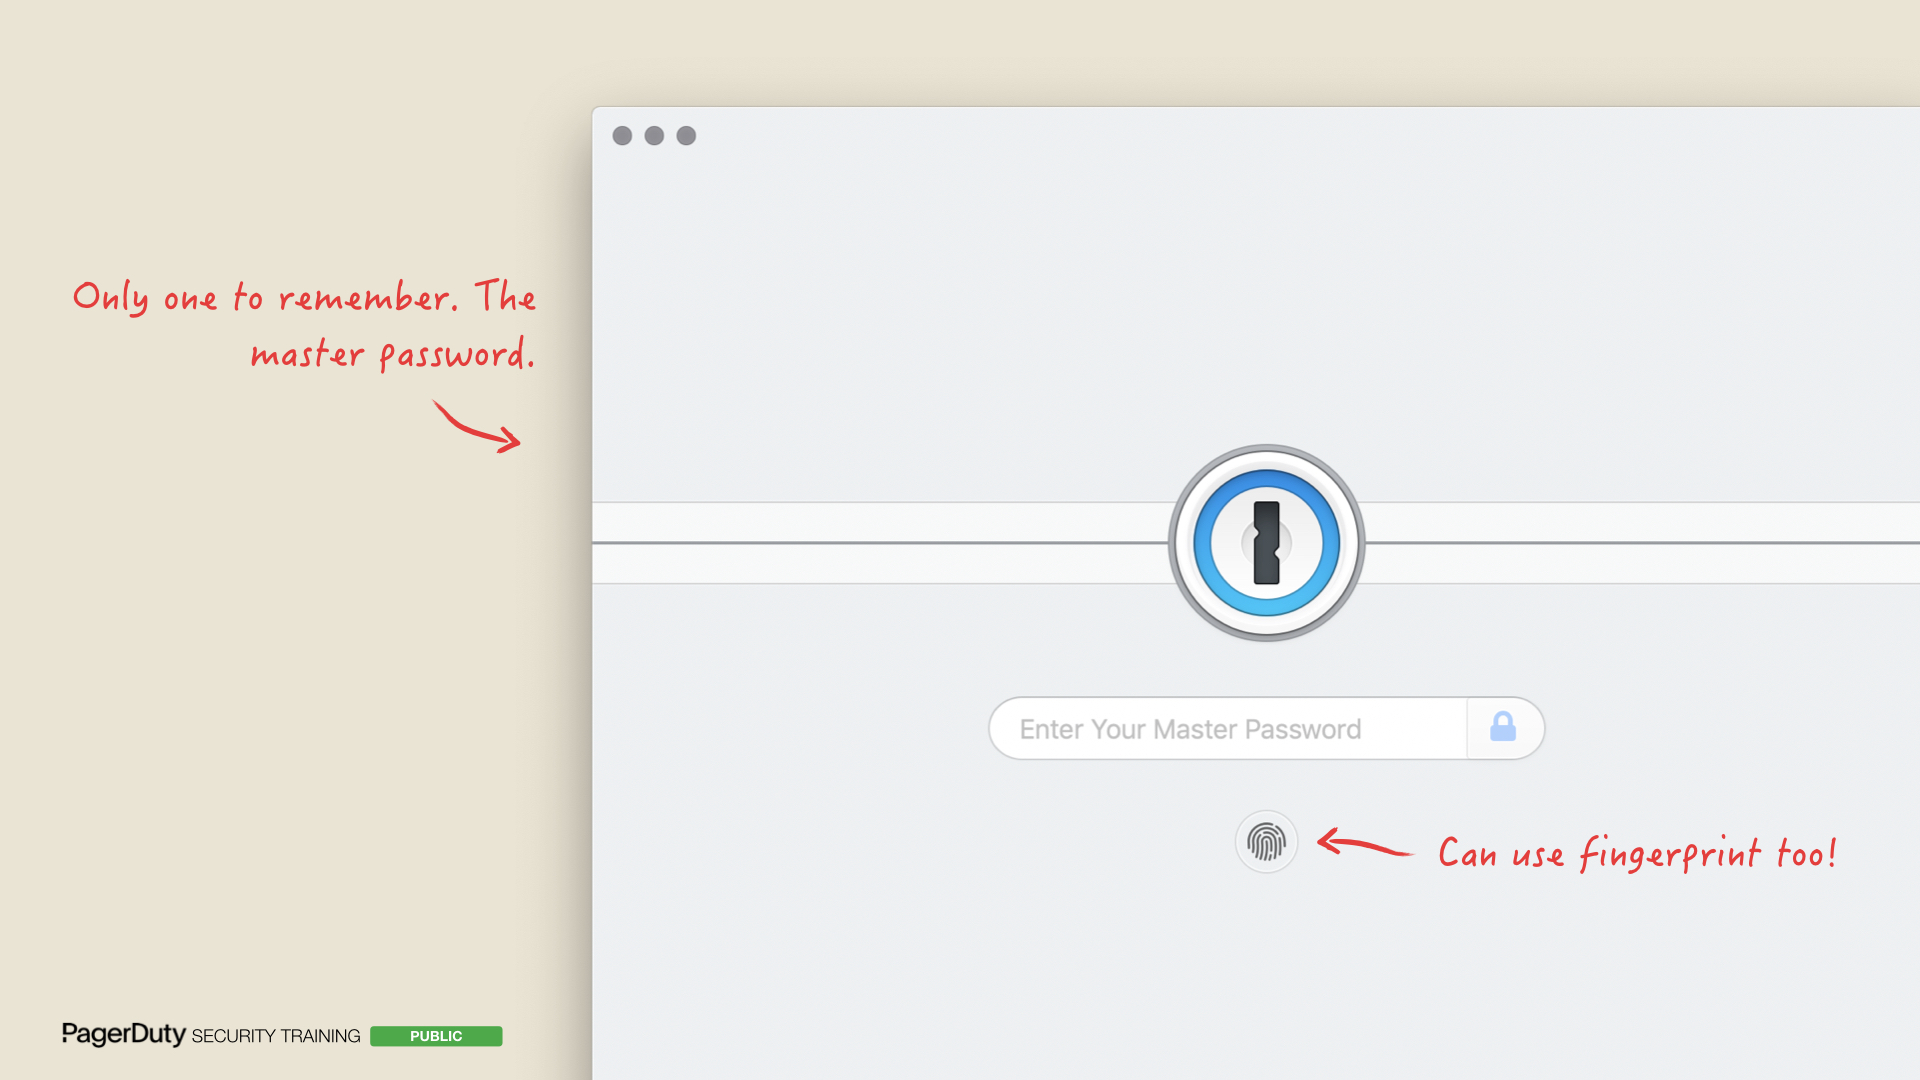 Only one to remember. The
master password.
Enter Your Master Password
Can use fingerprint too!
PagerDuty SECURITY TRAINING PUBLIC